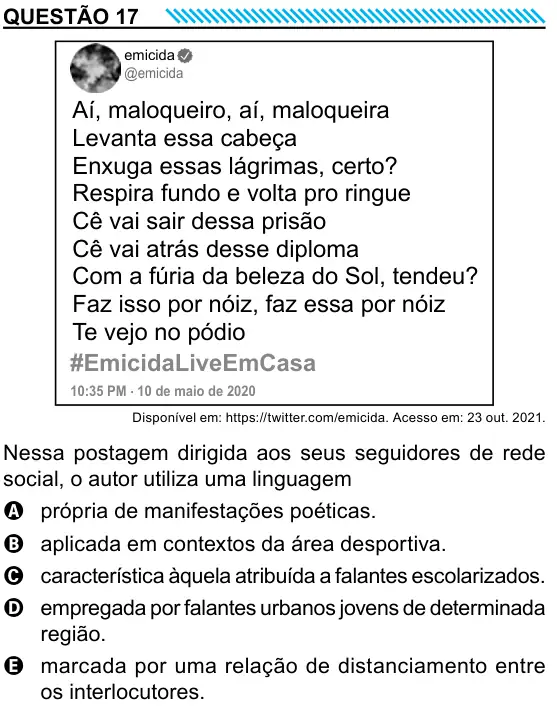 QUESTÃO 17
emicida
@emicida
Aí, maloqueiro, aí, maloqueira
Levanta essa cabeça
Enxuga essas lágrimas, certo?
Respira fundo e volta pro ringue
Cê vai sair dessa prisão
Cê vai atrás desse diploma
Com a fúria da beleza do Sol, tendeu?
Faz isso por nóiz, faz essa por nóiz
Te vejo no pódio
#EmicidaLiveEmCasa
10:35 PM · 10 de maio de 2020
Disponível em: https://twitter.com/emicida. Acesso em: 23 out. 2021.
Nessa postagem dirigida aos seus seguidores de rede
social, o autor utiliza uma linguagem
A própria de manifestações poéticas.
B aplicada em contextos da área desportiva.
C característica àquela atribuída a falantes escolarizados.
D empregada por falantes urbanos jovens de determinada
região.
E marcada por uma relação de distanciamento entre
os interlocutores.